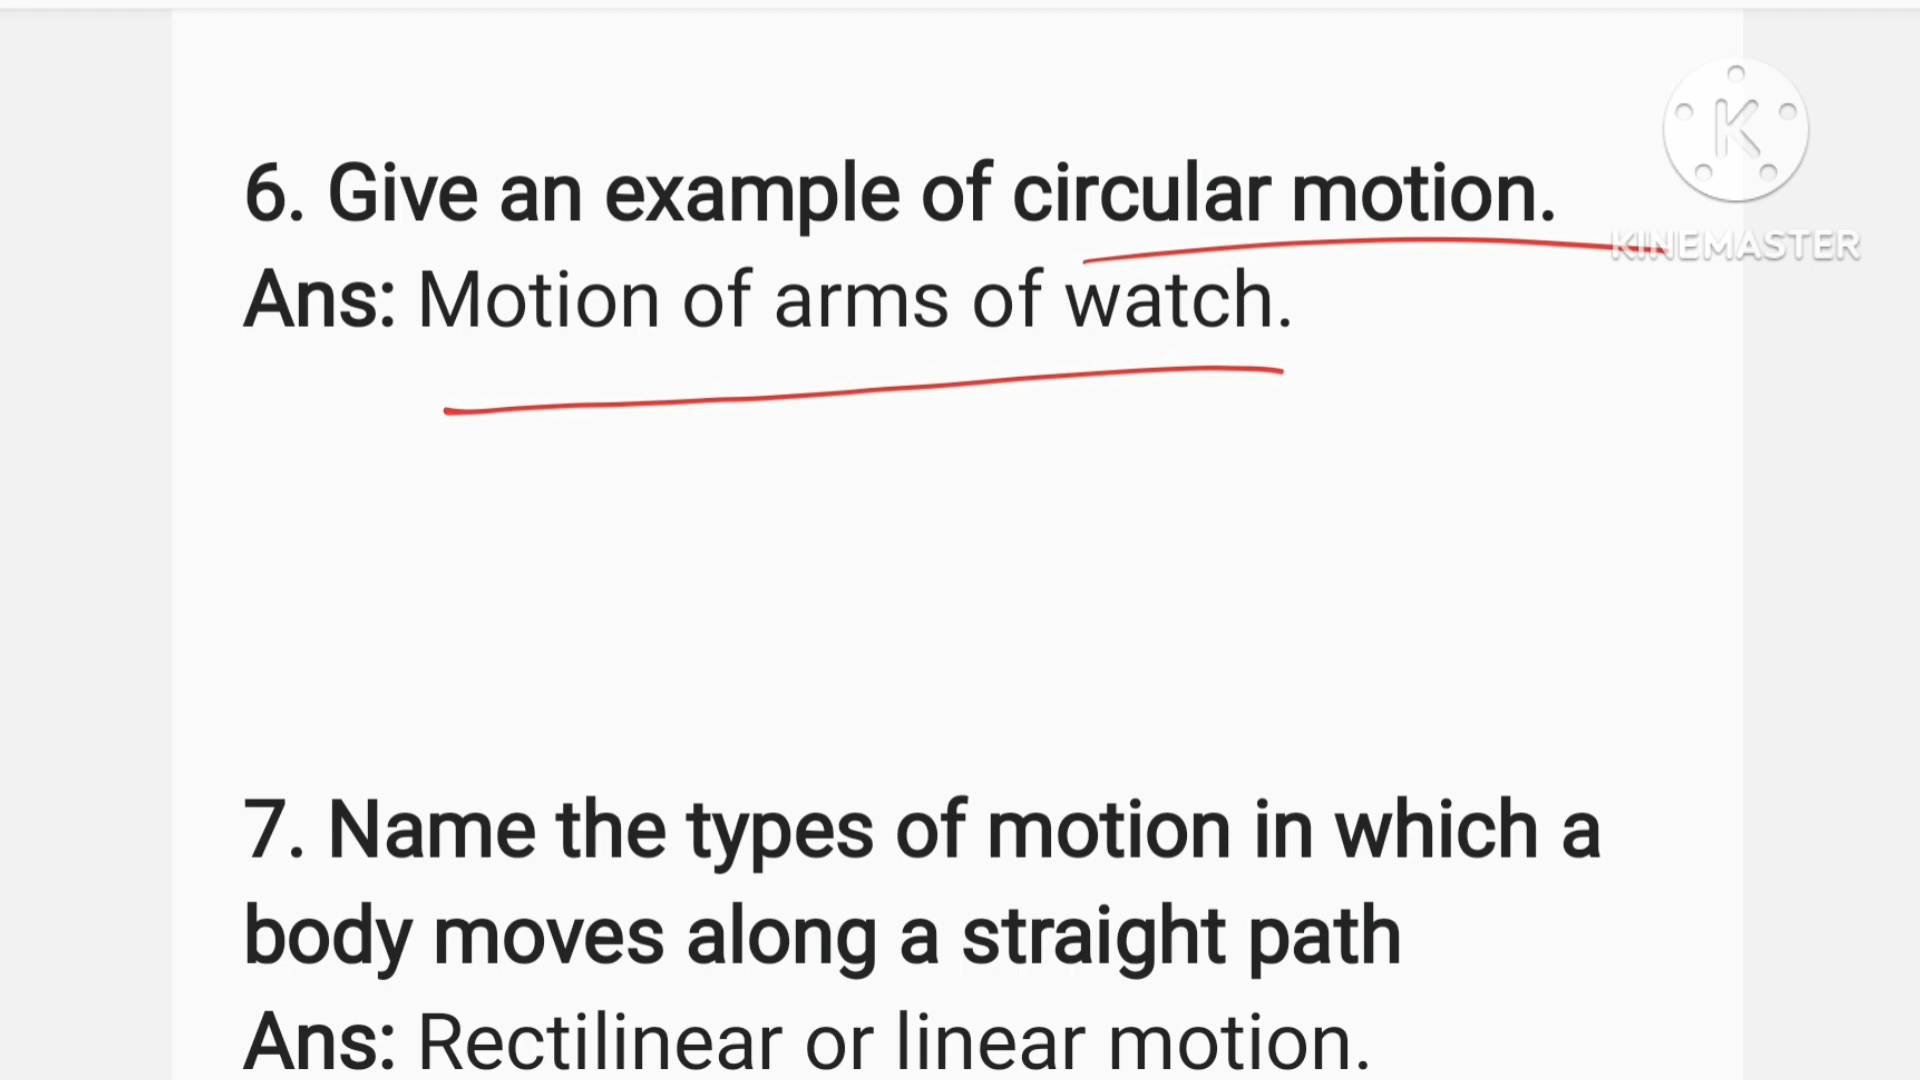 6. Give an example of circular motion.
KINEMASTER
Ans: Motion of arms of watch.
7. Name the types of motion in which a
body moves along a straight path
Ans: Rectilinear or linear motion.